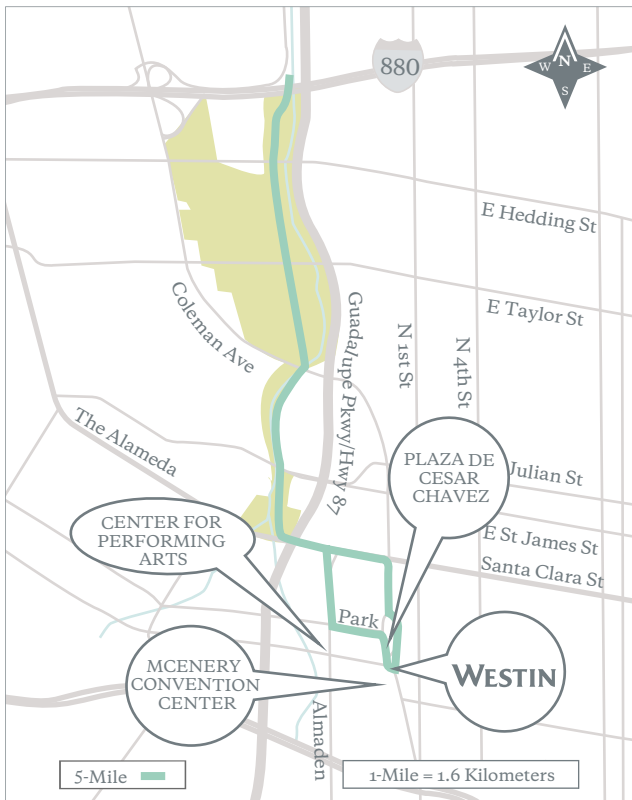 880
N
W E
S
E Hedding St
E Taylor St
Coleman Ave
Guadalupe Pkwy/Hwy 87
N 1st St
N 4th St
The Alameda
PLAZA DE
CESAR
CHAVEZ
Julian St
CENTER FOR
PERFORMING
ARTS
E St James St
Santa Clara St
Park
MCENERY
CONVENTION
CENTER
WESTIN
Almaden
5-Mile
1-Mile = 1.6 Kilometers